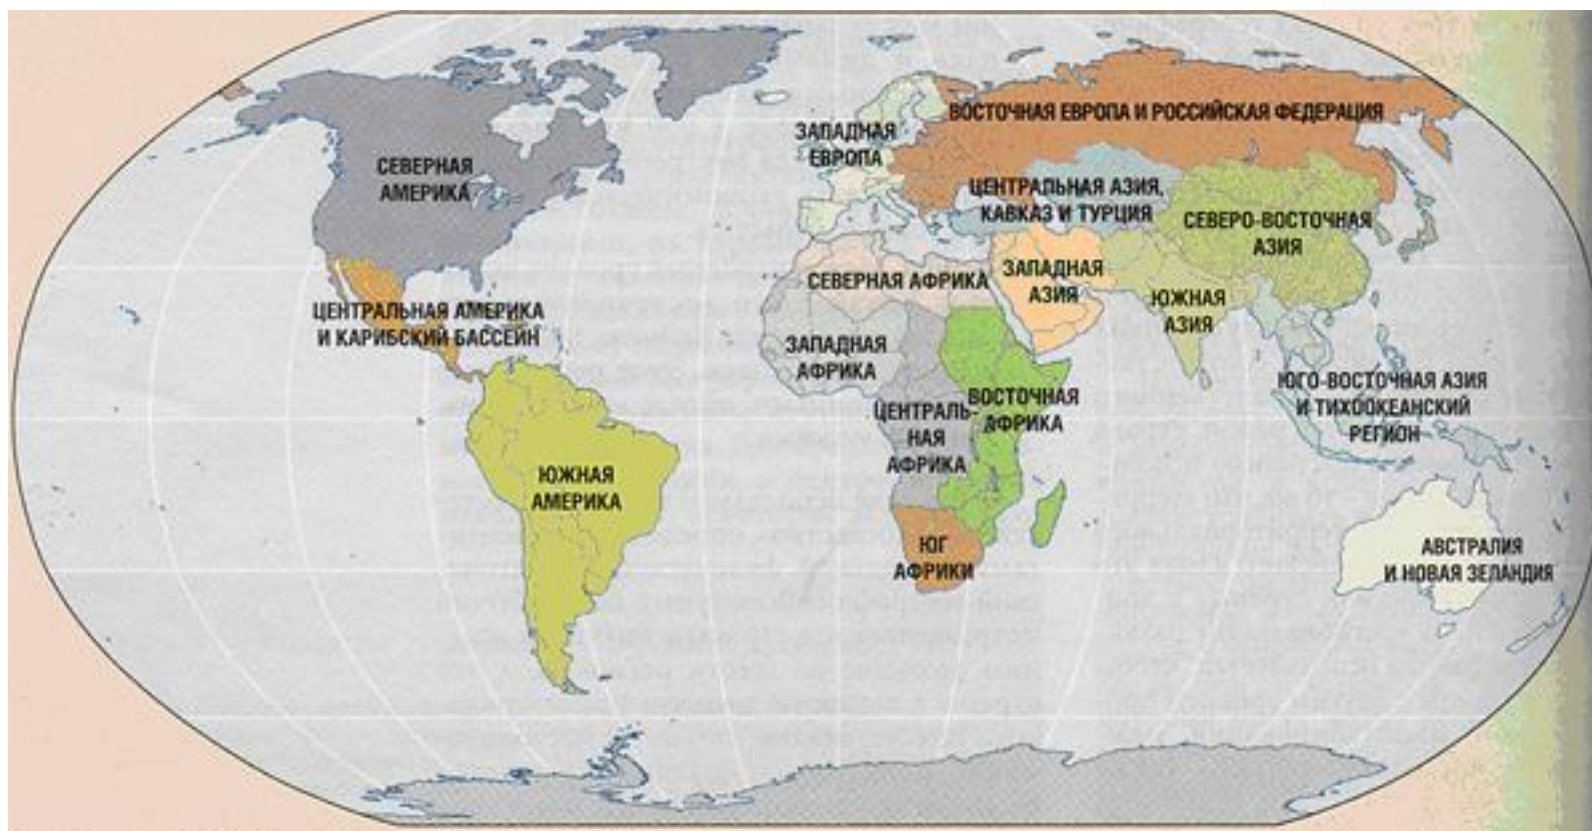 ВОСТОЧНАЯ ЕВРОПА И РОССИЙСКАЯ ФЕДЕРАЦИЯ
ЗАПАДНАЯ
ЕВРОПА
СЕВЕРНАЯ
АМЕРИКА
ЦЕНТРАЛЬНАЯ АЗИЯ,
КАВКАЗ И ТУРЦИЯ
СЕВЕРО-ВОСТОЧНАЯ
АЗИЯ
СЕВЕРНАЯ АФРИКА
ЗАПАДНАЯ
АЗИЯ
ЮЖНАЯ
АЗИЯ
ЦЕНТРАЛЬНАЯ АМЕРИКА
И КАРИБСКИЙ БАССЕЙН
ЗАПАДНАЯ
АФРИКА
ВОСТОЧНАЯ
АФРИКА
ЦЕНТРАЛЬ-
НАЯ
АФРИКА
ЮГО-ВОСТОЧНАЯ АЗИЯ
И ТИХООКЕАНСКИЙ
РЕГИОН
ЮЖНАЯ
АМЕРИКА
ЮГ
АФРИКИ
АВСТРАЛИЯ
И НОВАЯ ЗЕЛАНДИЯ